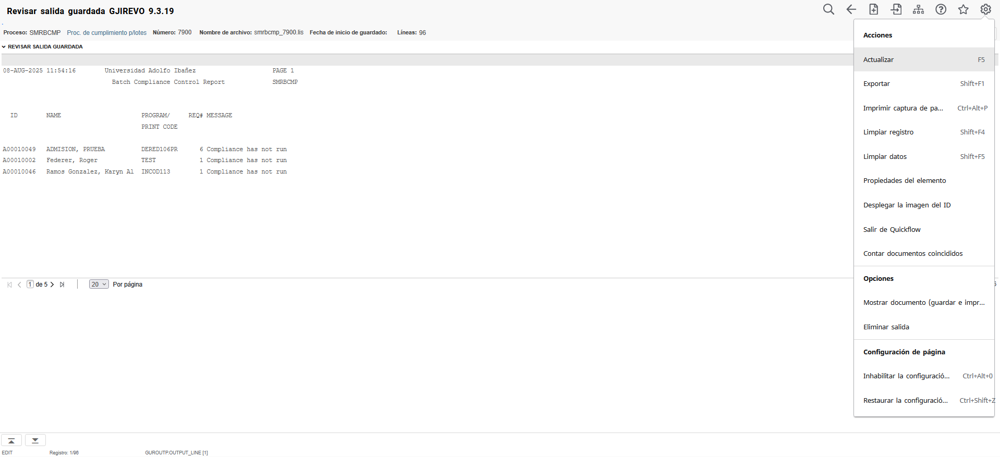 Revisar salida guardada GJIREVO 9.3.19
Proceso: SMRBCMP Proc. de cumplimiento p/lotes Número: 7900 Nombre de archivo: smrbcmp_7900.lis Fecha de inicio de guardado: Líneas: 96
REVISAR SALIDA GUARDADA
08-AUG-2025 11:54:16 Universidad Adolfo Ibañez PAGE 1
Batch Compliance Control Report SMRBCMP
ID NAME PROGRAM/ REQ# MESSAGE
PRINT CODE
A00010049 ADMISION, PRUEBA DERED106PR 6 Compliance has not run
A00010002 Federer, Roger TEST 1 Compliance has not run
A00010046 Ramos Gonzalez, Karyn Al INCOD113 1 Compliance has not run
1 de 5 20 Por página
Acciones
Actualizar F5
Exportar Shift+F1
Imprimir captura de pa... Ctrl+Alt+P
Limpiar registro Shift+F4
Limpiar datos Shift+F5
Propiedades del elemento
Desplegar la imagen del ID
Salir de Quickflow
Contar documentos coincididos
Opciones
Mostrar documento (guardar e impr...
Eliminar salida
Configuración de página
Inhabilitar la configuració... Ctrl+Alt+0
Restaurar la configuració... Ctrl+Shift+Z
EDIT Registro: 1/96 GUROUTP.OUTPUT_LINE [1]